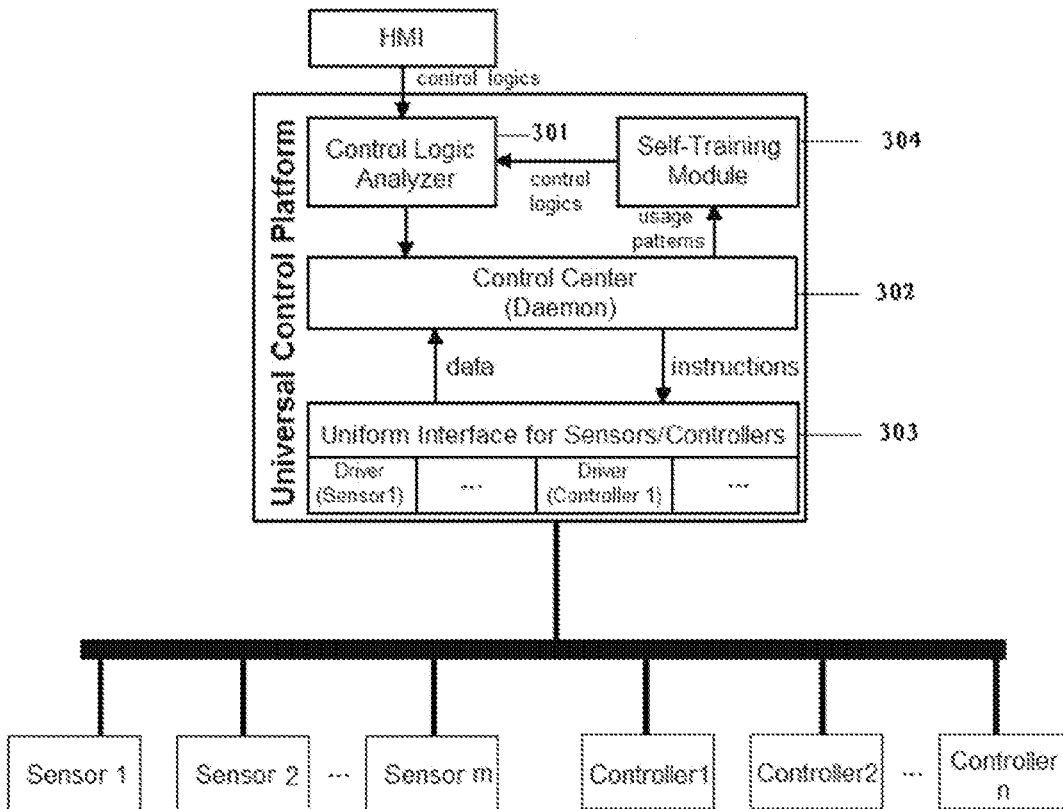 HMI
control logics
Universal Control Platform
Control Logic
Analyzer
301
Self-Training
Module
304
control
logics
usage
patterns
Control Center
(Daemon)
302
data
instructions
Uniform Interface for Sensors/Controllers
303
Driver
(Sensor1)
...
Driver
(Controller 1)
...
Sensor 1
Sensor 2
...
Sensor m
Controller1
Controller2
...
Controller
n